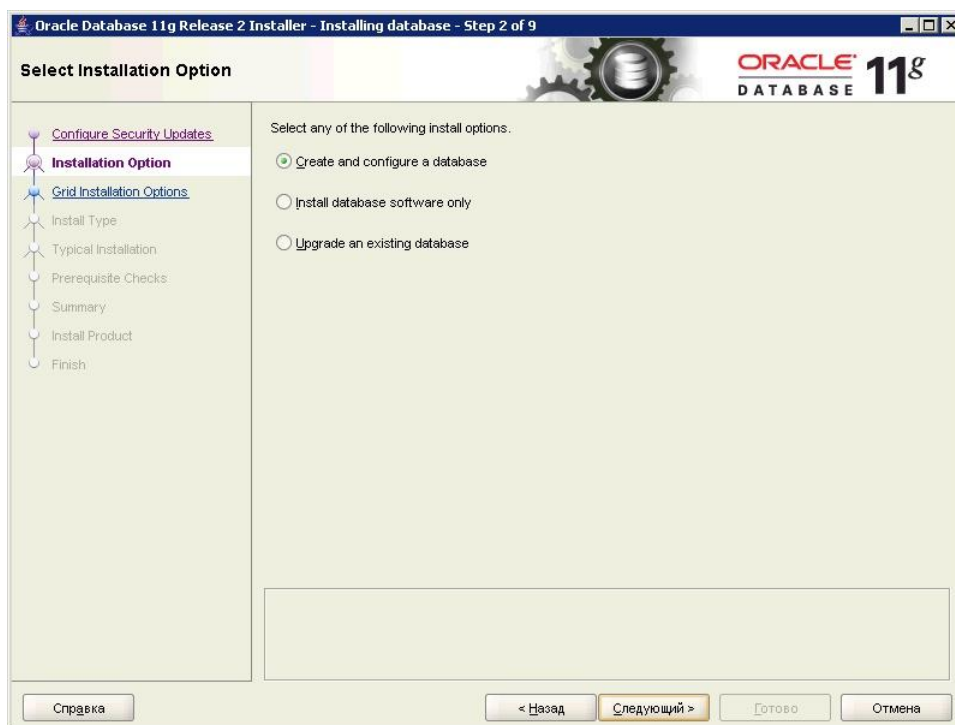 Oracle Database 11g Release 2 Installer - Installing database - Step 2 of 9
Select Installation Option
ORACLE
DATABASE
11g
Configure Security Updates
Installation Option
Grid Installation Options
Install Type
Typical Installation
Prerequisite Checks
Summary
Install Product
Finish
Select any of the following install options.
Create and configure a database
Install database software only
Upgrade an existing database
Справка
< Назад
Следующий >
Готово
Отмена